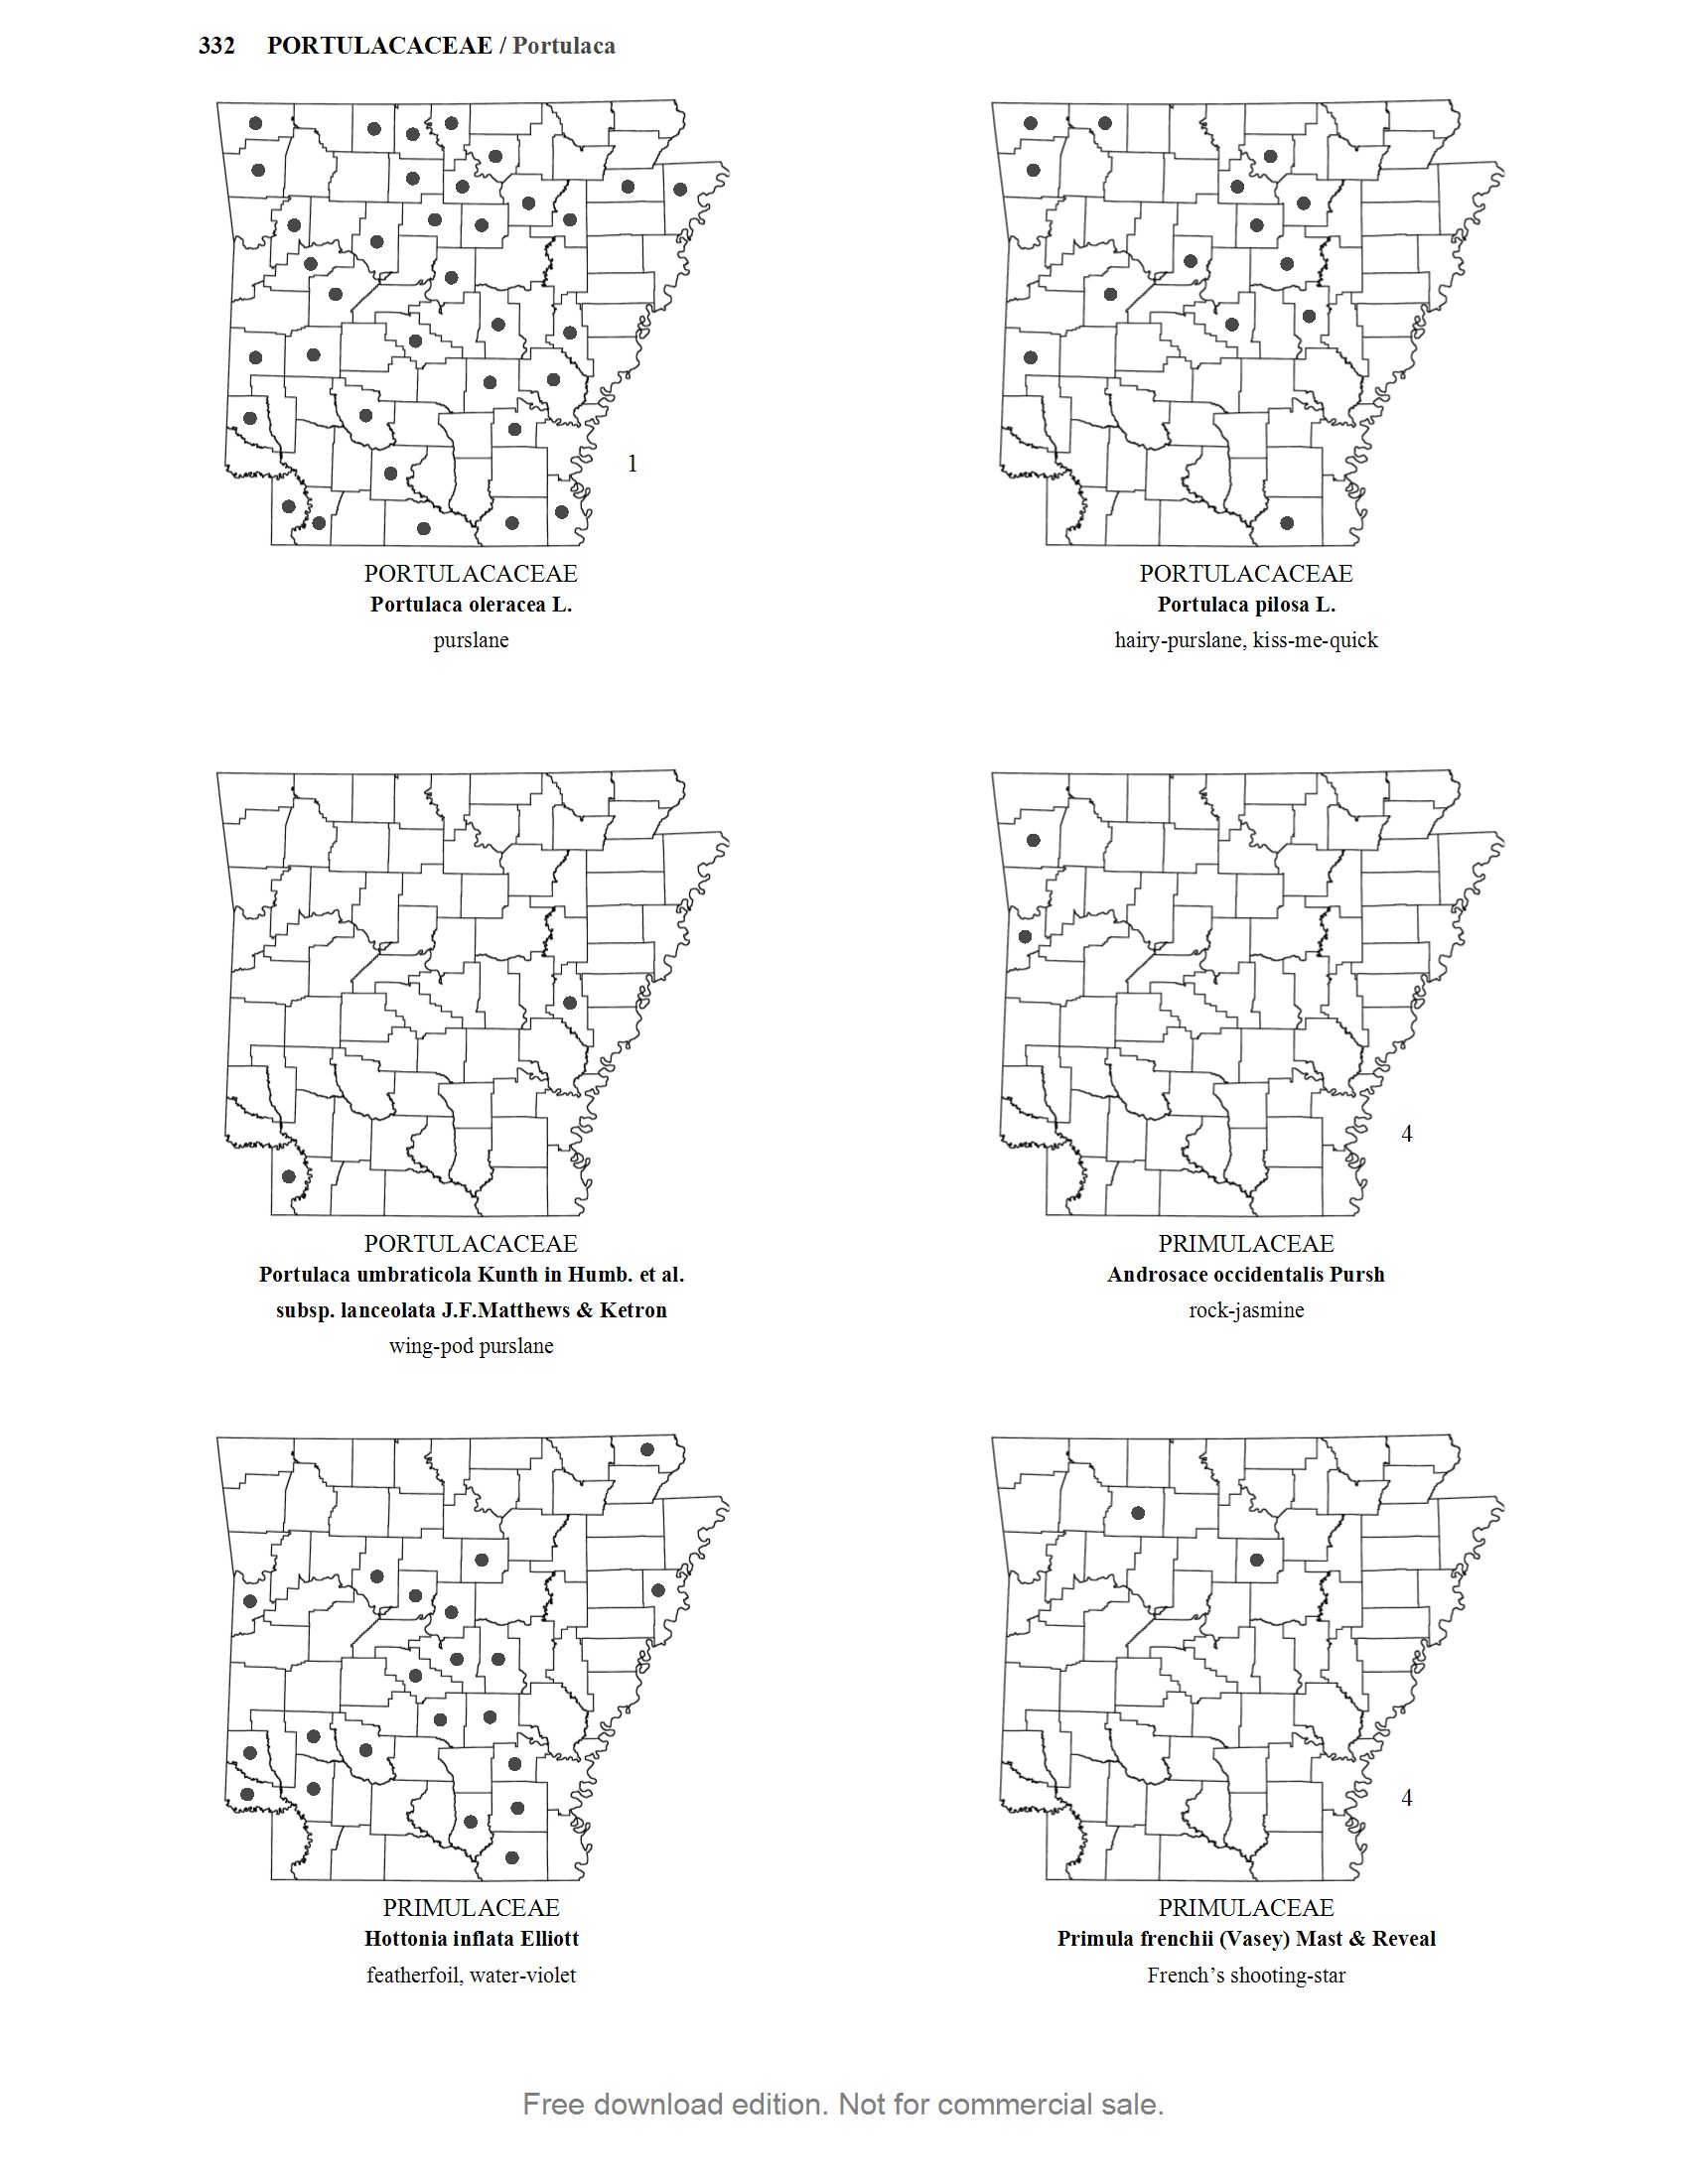 332 PORTULACACEAE / Portulaca
1
PORTULACACEAE
Portulaca oleracea L.
purslane
PORTULACACEAE
Portulaca pilosa L.
hairy-purslane, kiss-me-quick
PORTULACACEAE
Portulaca umbraticola Kunth in Humb. et al.
subsp. lanceolata J.F.Matthews & Ketron
wing-pod purslane
4
PRIMULACEAE
Androsace occidentalis Pursh
rock-jasmine
PRIMULACEAE
Hottonia inflata Elliott
featherfoil, water-violet
4
PRIMULACEAE
Primula frenchii (Vasey) Mast & Reveal
French’s shooting-star
Free download edition. Not for commercial sale.